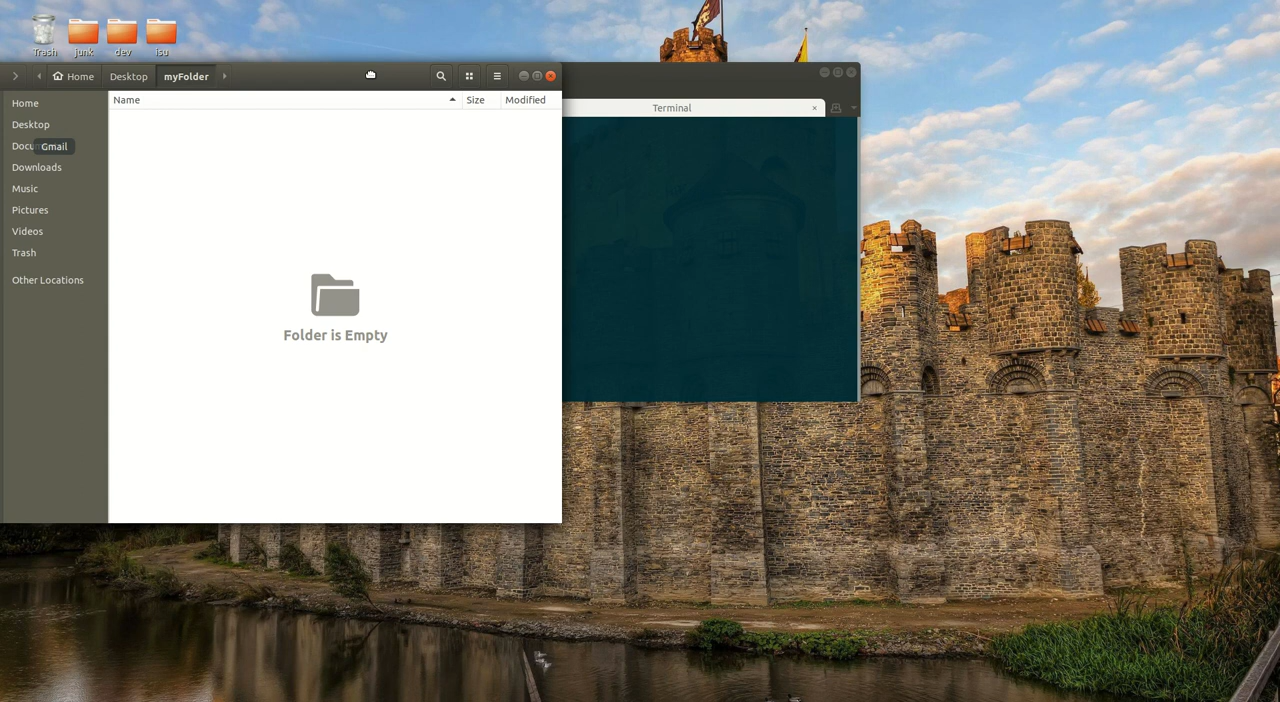 Trash junk dev isu
Home Desktop myFolder
Name Size Modified
Terminal
Home
Desktop
Gmail
Downloads
Music
Pictures
Videos
Trash
Other Locations
Folder is Empty